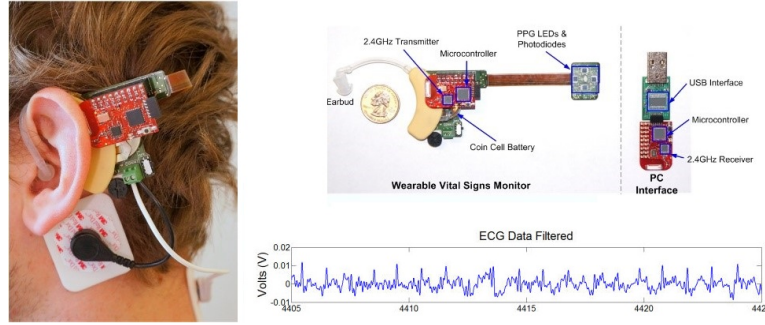 2.4GHz Transmitter
Microcontroller
PPG LEDs &
Photodiodes
Earbud
Coin Cell Battery
Wearable Vital Signs Monitor
USB Interface
Microcontroller
2.4GHz Receiver
PC
Interface
ECG Data Filtered
Volts (V)
0.02
0.01
0
-0.01
4405
4410
4415
4420
442